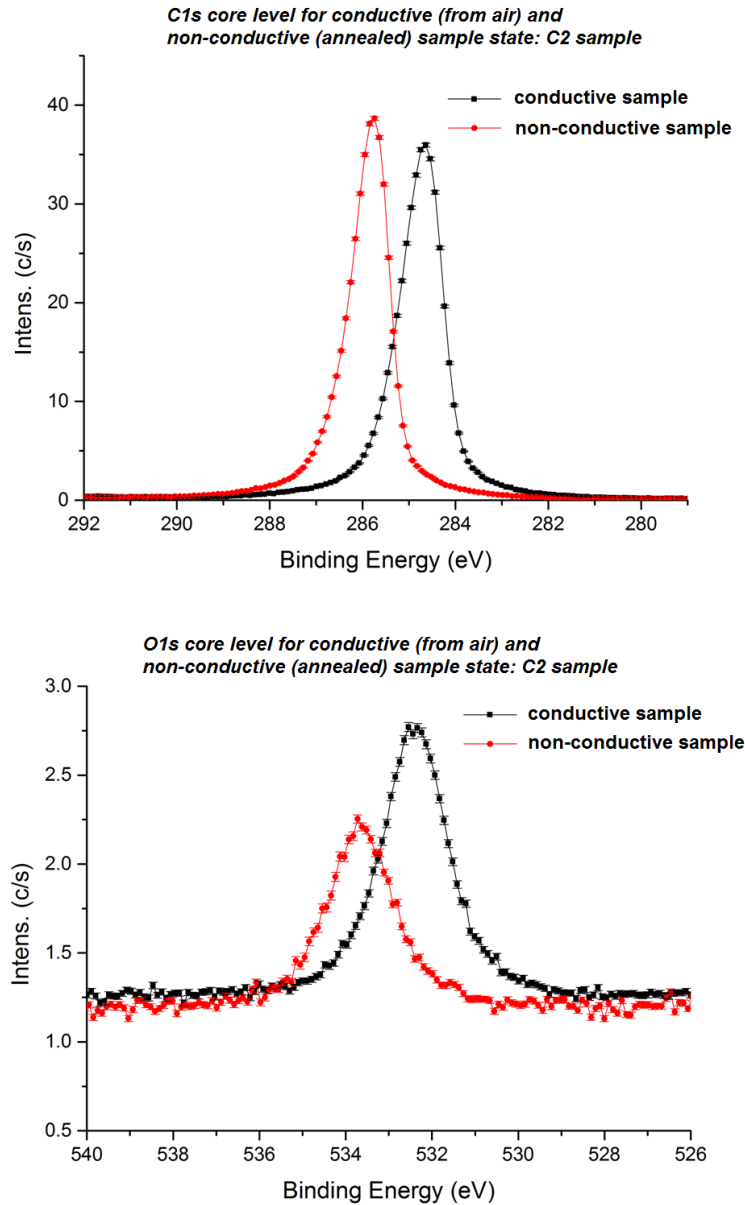 C1s core level for conductive (from air) and
non-conductive (annealed) sample state: C2 sample
conductive sample
non-conductive sample
40
30
20
10
0
Intens. (c/s)
292 290 288 286 284 282 280
Binding Energy (eV)
O1s core level for conductive (from air) and
non-conductive (annealed) sample state: C2 sample
conductive sample
non-conductive sample
3.0
2.5
2.0
1.5
1.0
0.5
Intens. (c/s)
540 538 536 534 532 530 528 526
Binding Energy (eV)